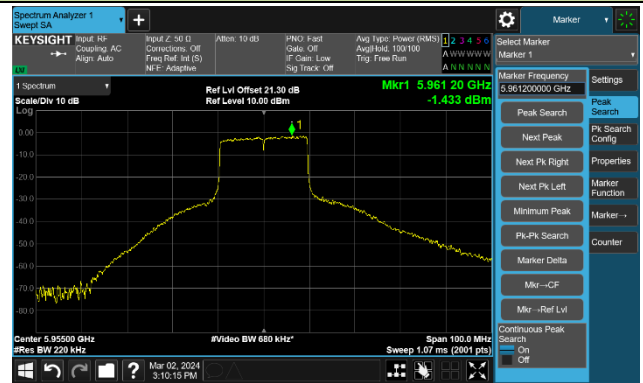 Spectrum Analyzer 1
Swept SA
Marker
KEYSIGHT
Input: RF
Coupling: AC
Align: Auto
Input Z: 50 Ω
Corrections: Off
Freq Ref: Int (S)
NFE: Adaptive
Atten: 10 dB
PNO: Fast
Gate: Off
IF Gain: Low
Sig Track: Off
Avg Type: Power (RMS)
Avg|Hold: 100/100
Trig: Free Run
1 2 3 4 5 6
A W W W W W
A N N N N N
Select Marker
Marker 1
1 Spectrum
Scale/Div 10 dB
Log
Ref Lvl Offset 21.30 dB
Ref Level 10.00 dBm
Mkr1 5.961 20 GHz
-1.433 dBm
1
0.00
-10.0
-20.0
-30.0
-40.0
-50.0
-60.0
-70.0
-80.0
Center 5.95500 GHz
#Res BW 220 kHz
#Video BW 680 kHz*
Span 100.0 MHz
Sweep 1.07 ms (2001 pts)
Mar 02, 2024
3:10:15 PM
Marker Frequency
5.961200000 GHz
Peak Search
Next Peak
Next Pk Right
Next Pk Left
Minimum Peak
Pk-Pk Search
Marker Delta
Mkr→CF
Mkr→Ref Lvl
Continuous Peak
Search
On
Off
Settings
Peak
Search
Pk Search
Config
Properties
Marker
Function
Marker→
Counter